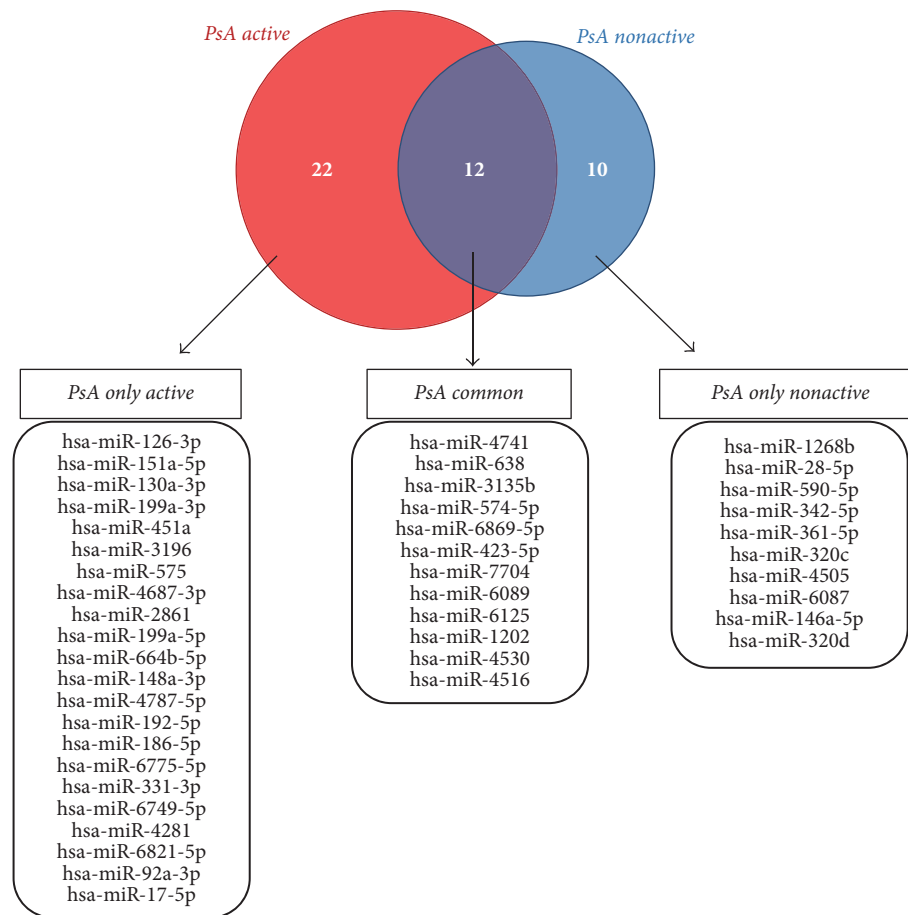 PsA active
PsA nonactive
22
12
10
PsA only active
PsA common
PsA only nonactive
hsa-miR-126-3p
hsa-miR-151a-5p
hsa-miR-130a-3p
hsa-miR-199a-3p
hsa-miR-451a
hsa-miR-3196
hsa-miR-575
hsa-miR-4687-3p
hsa-miR-2861
hsa-miR-199a-5p
hsa-miR-664b-5p
hsa-miR-148a-3p
hsa-miR-4787-5p
hsa-miR-192-5p
hsa-miR-186-5p
hsa-miR-6775-5p
hsa-miR-331-3p
hsa-miR-6749-5p
hsa-miR-4281
hsa-miR-6821-5p
hsa-miR-92a-3p
hsa-miR-17-5p
hsa-miR-4741
hsa-miR-638
hsa-miR-3135b
hsa-miR-574-5p
hsa-miR-6869-5p
hsa-miR-423-5p
hsa-miR-7704
hsa-miR-6089
hsa-miR-6125
hsa-miR-1202
hsa-miR-4530
hsa-miR-4516
hsa-miR-1268b
hsa-miR-28-5p
hsa-miR-590-5p
hsa-miR-342-5p
hsa-miR-361-5p
hsa-miR-320c
hsa-miR-4505
hsa-miR-6087
hsa-miR-146a-5p
hsa-miR-320d